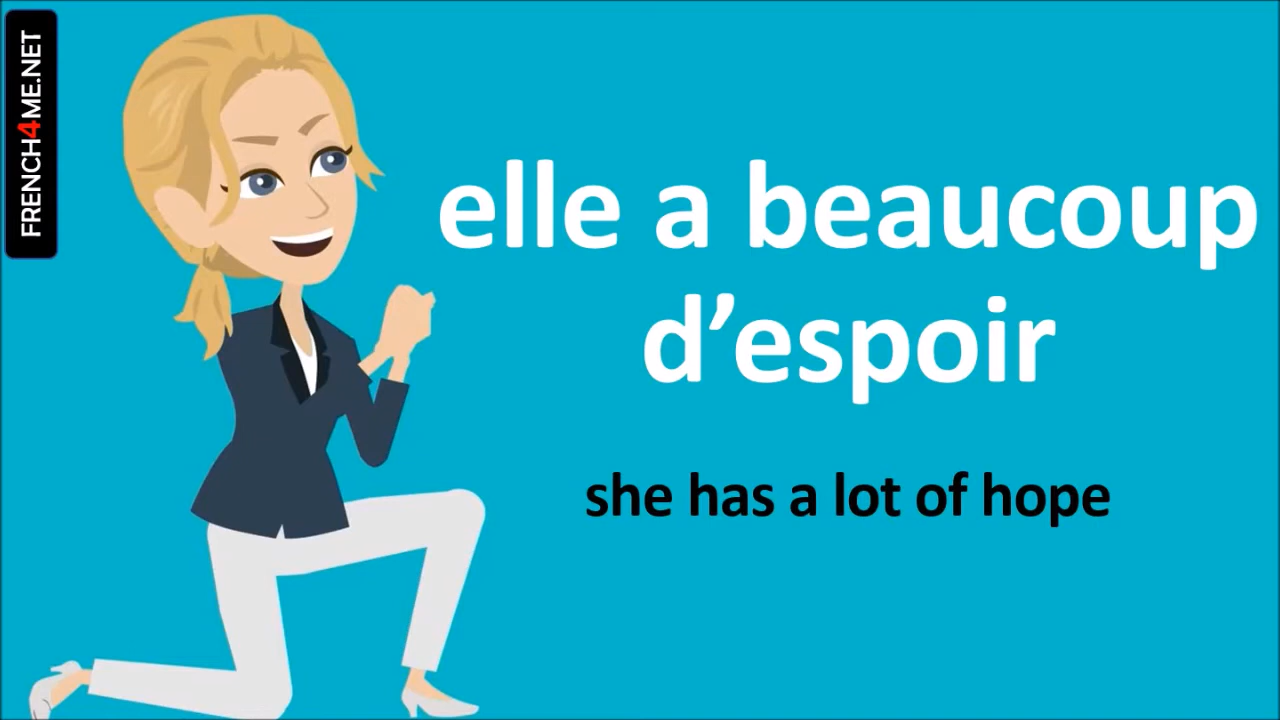 FRENCH4ME.NET
elle a beaucoup
d’espoir
she has a lot of hope